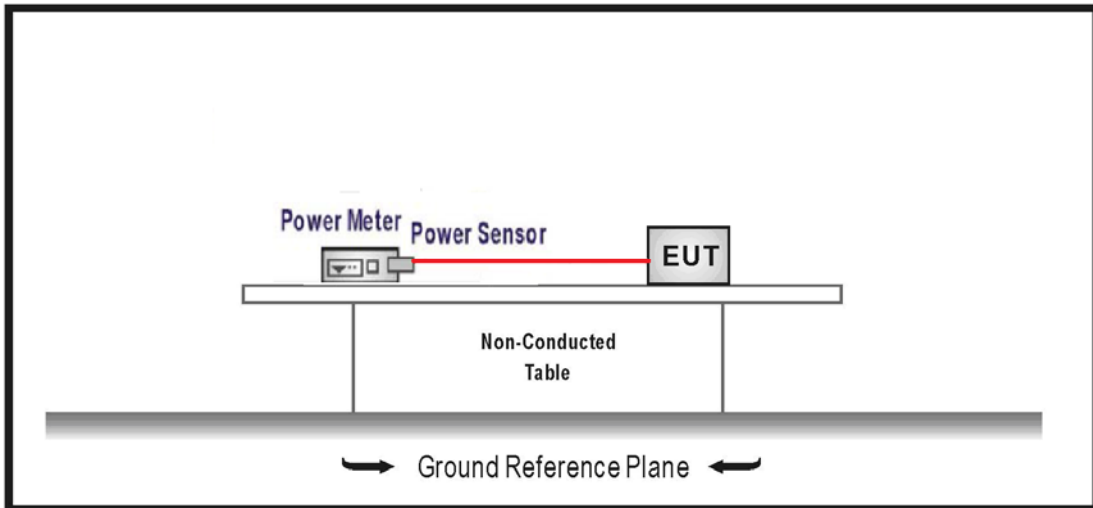 Power Meter
Power Sensor
EUT
Non-Conducted
Table
Ground Reference Plane